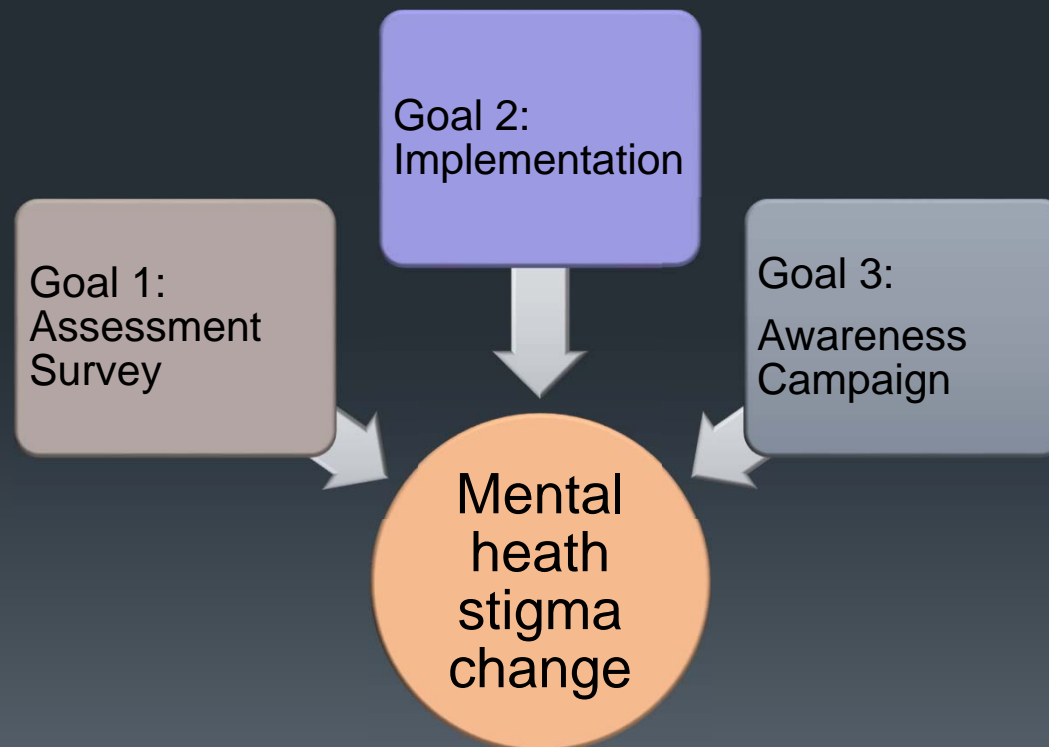 Goal 1:
Assessment
Survey
Goal 2:
Implementation
Goal 3:
Awareness
Campaign
Mental
heath
stigma
change